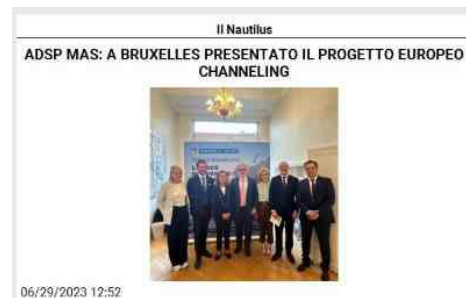 Il Nautilus
ADSP MAS: A BRUXELLES PRESENTATO IL PROGETTO EUROPEO
CHANNELING
06/29/2023 12:52